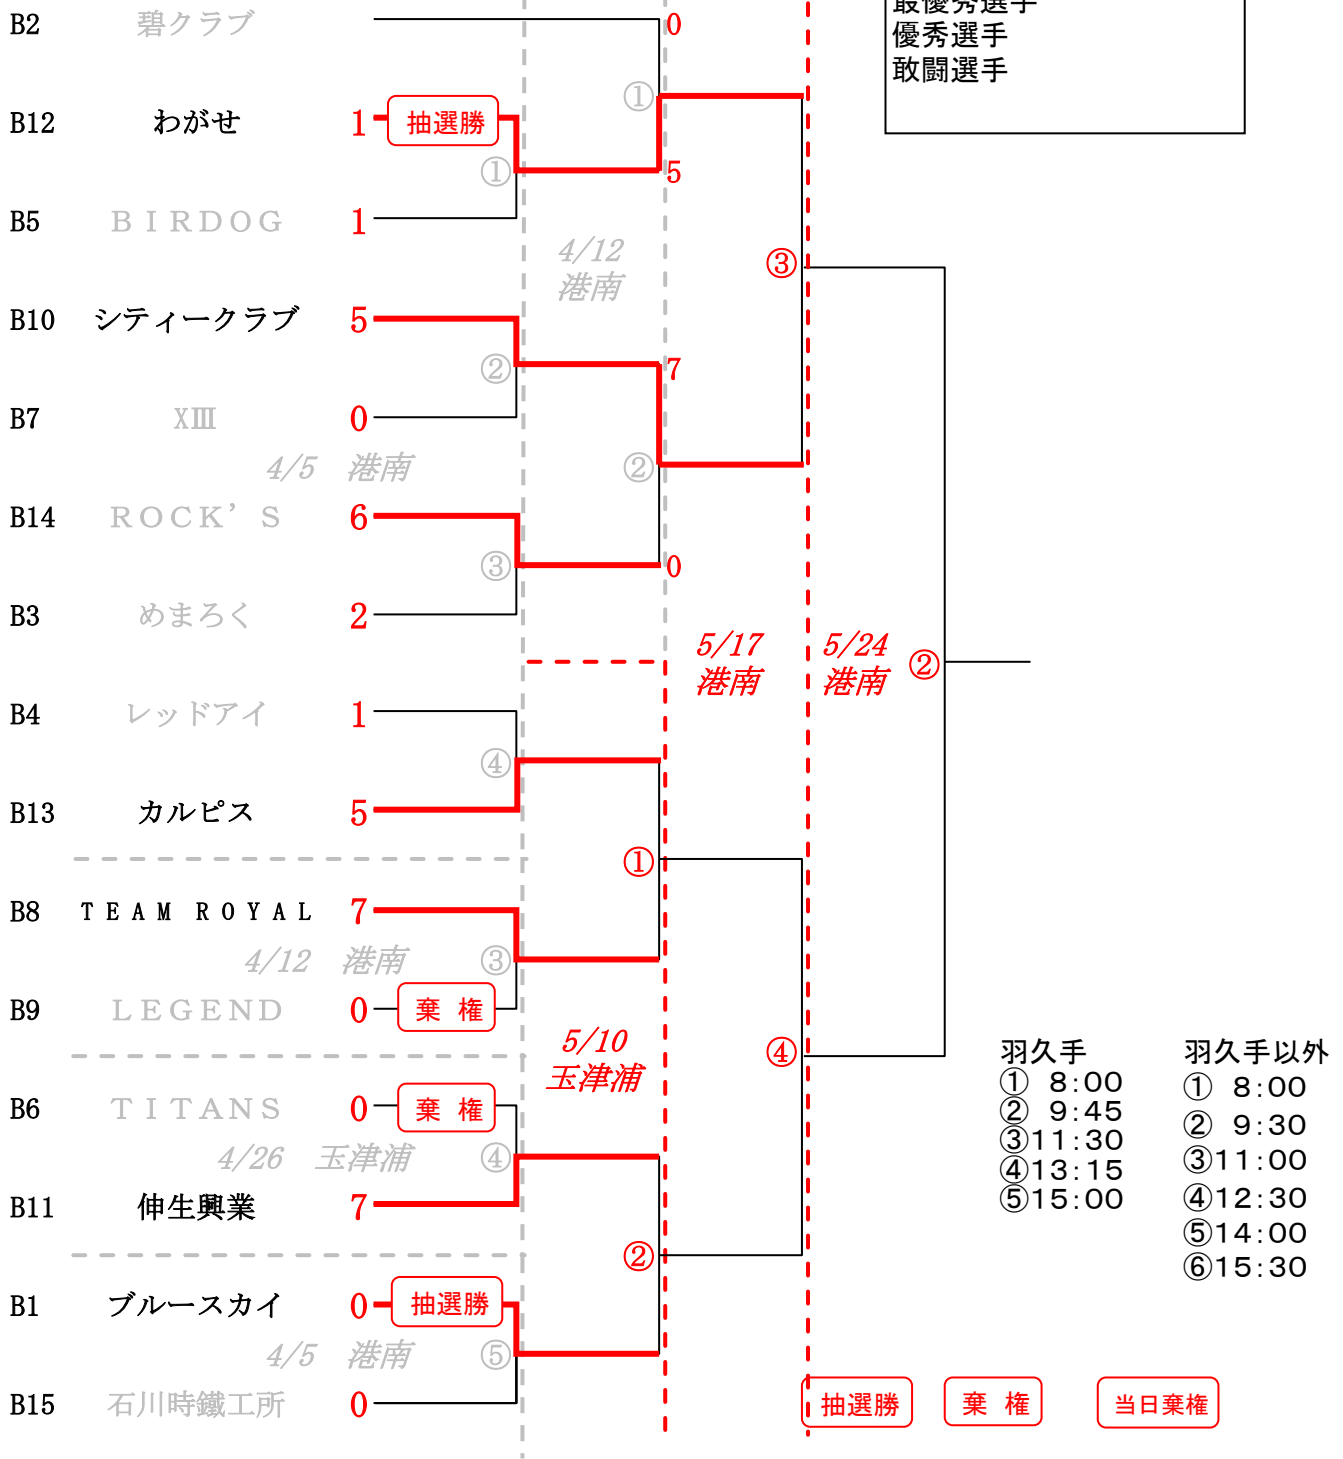 最優秀選手
優秀選手
敢闘選手
B2 碧クラブ 0
①
B12 わがせ 1 抽選勝
① 5
B5 ＢＩＲＤＯＧ 1
4/12
港南
③
B10 シティークラブ 5
② 7
B7 XⅢ 0
4/5 港南
②
B14 ＲＯＣＫ’Ｓ 6
③ 0
B3 めまろく 2
5/17
港南
5/24
港南
②
B4 レッドアイ 1
④
B13 カルピス 5
①
B8 ＴＥＡＭ ＲＯＹＡＬ 7
4/12 港南 ③
B9 ＬＥＧＥＮＤ 0 棄 権
5/10
玉津浦
④
B6 ＴＩＴＡＮＳ 0 棄 権
4/26 玉津浦 ④
B11 伸生興業 7
②
B1 ブルースカイ 0 抽選勝
4/5 港南 ⑤
B15 石川時鐵工所 0
羽久手
① 8:00
② 9:45
③11:30
④13:15
⑤15:00
羽久手以外
① 8:00
② 9:30
③11:00
④12:30
⑤14:00
⑥15:30
抽選勝 棄 権 当日棄権